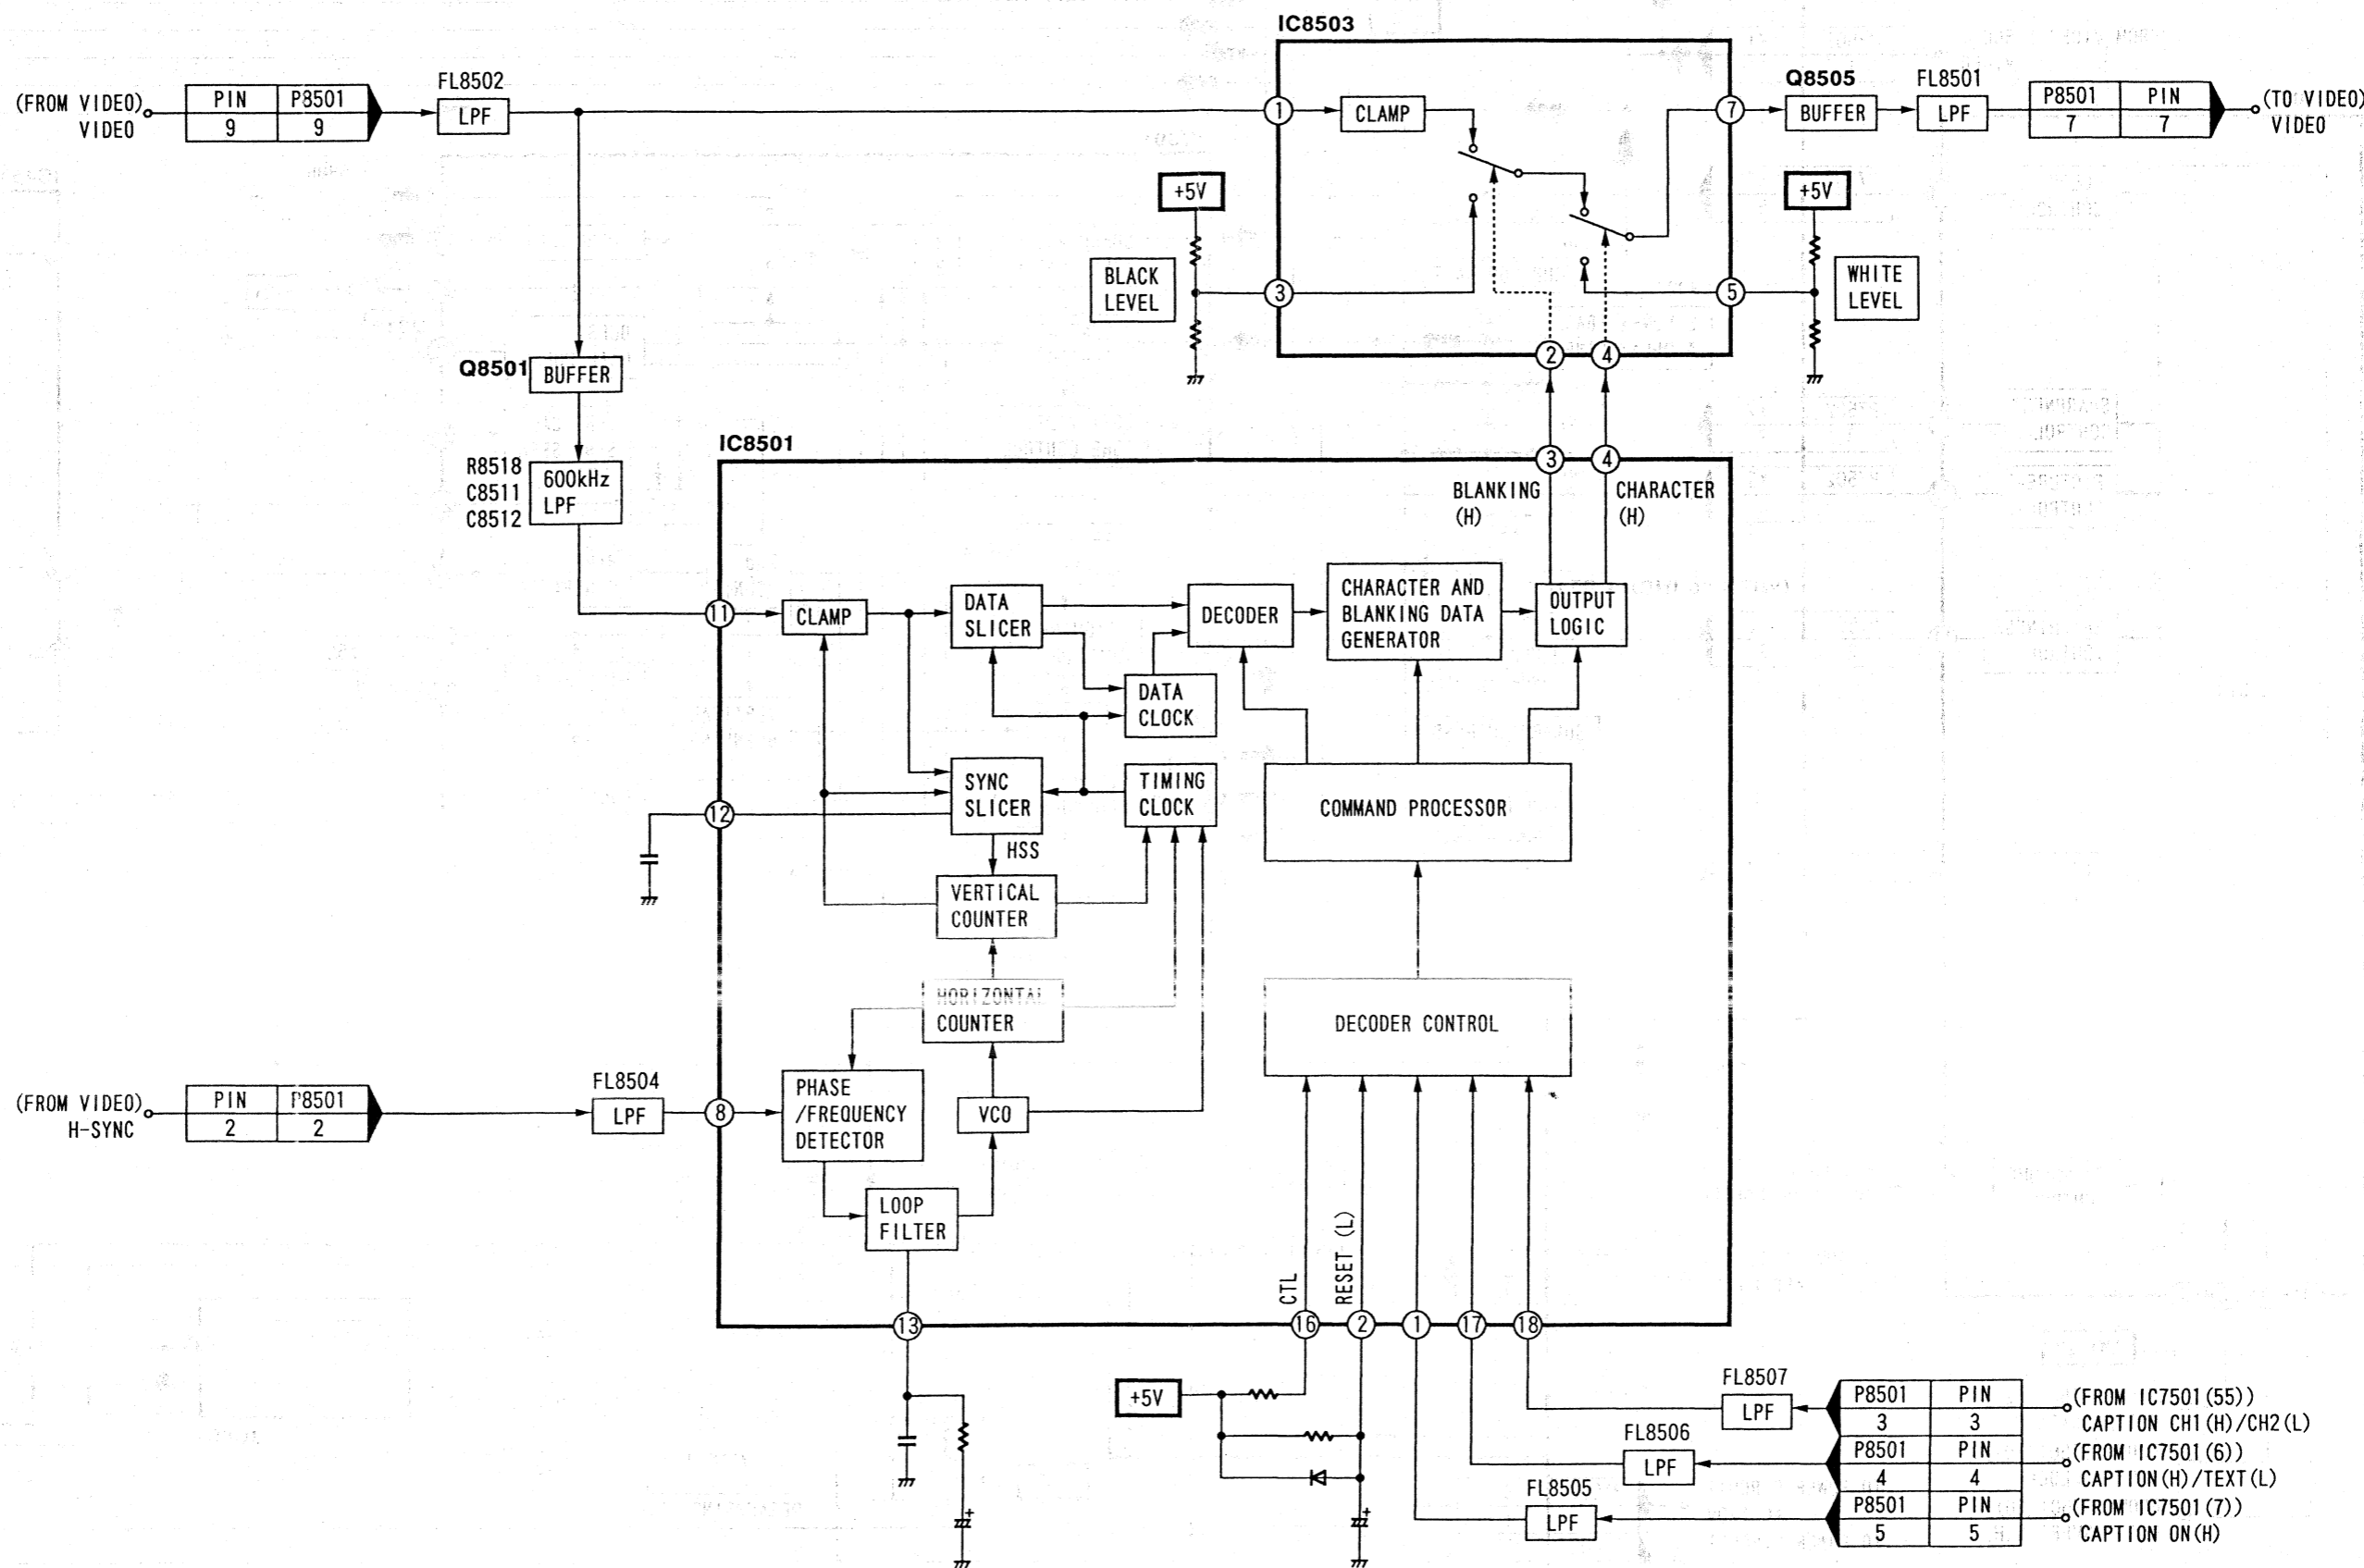 IC8503
(FROM VIDEO)
VIDEO
PIN P8501
9 9
FL8502
LPF
1
CLAMP
7
Q8505
BUFFER
FL8501
LPF
P8501 PIN
7 7
(TO VIDEO)
VIDEO
+5V
BLACK
LEVEL
3
+5V
WHITE
LEVEL
5
2 4
Q8501
BUFFER
R8518
C8511
C8512
600kHz
LPF
IC8501
3 4
BLANKING
(H)
CHARACTER
(H)
11
CLAMP
DATA
SLICER
DECODER
CHARACTER AND
BLANKING DATA
GENERATOR
OUTPUT
LOGIC
DATA
CLOCK
SYNC
SLICER
TIMING
CLOCK
COMMAND PROCESSOR
12
HSS
VERTICAL
COUNTER
HORIZONTAL
COUNTER
DECODER CONTROL
(FROM VIDEO)
H-SYNC
PIN P8501
2 2
FL8504
LPF
8
PHASE
/FREQUENCY
DETECTOR
VCO
LOOP
FILTER
CTL
RESET (L)
13
16 2 1 17 18
+5V
FL8507
LPF
P8501 PIN
3 3
(FROM IC7501(55))
CAPTION CH1(H)/CH2(L)
FL8506
LPF
P8501 PIN
4 4
(FROM IC7501(6))
CAPTION(H)/TEXT(L)
FL8505
LPF
P8501 PIN
5 5
(FROM IC7501(7))
CAPTION ON(H)